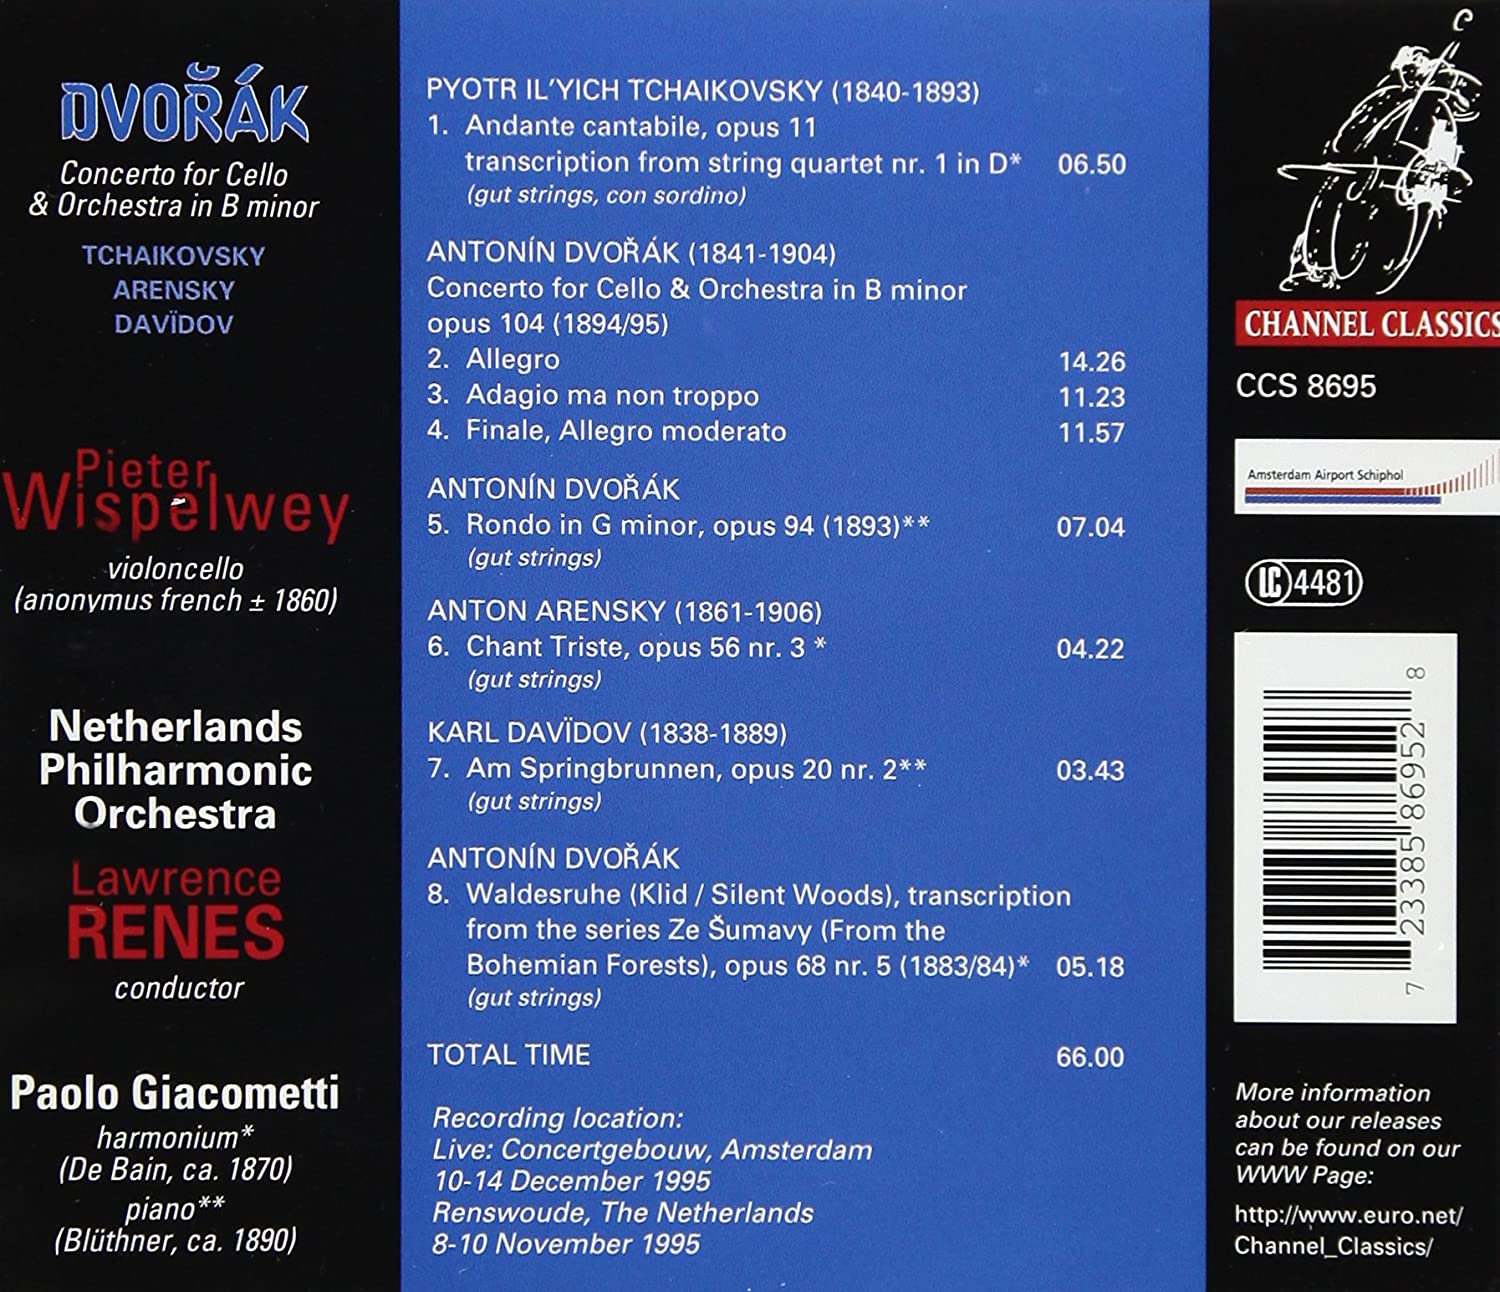 DVOŘÁK
Concerto for Cello
& Orchestra in B minor
TCHAIKOVSKY
ARENSKY
DAVÏDOV
Pieter
Wispelwey
violoncello
(anonymus french ± 1860)
Netherlands
Philharmonic
Orchestra
Lawrence
RENES
conductor
Paolo Giacometti
harmonium*
(De Bain, ca. 1870)
piano**
(Blüthner, ca. 1890)
PYOTR IL'YICH TCHAIKOVSKY (1840-1893)
1. Andante cantabile, opus 11
transcription from string quartet nr. 1 in D* 06.50
(gut strings, con sordino)
ANTONÍN DVOŘÁK (1841-1904)
Concerto for Cello & Orchestra in B minor
opus 104 (1894/95)
2. Allegro 14.26
3. Adagio ma non troppo 11.23
4. Finale, Allegro moderato 11.57
ANTONÍN DVOŘÁK
5. Rondo in G minor, opus 94 (1893)** 07.04
(gut strings)
ANTON ARENSKY (1861-1906)
6. Chant Triste, opus 56 nr. 3 * 04.22
(gut strings)
KARL DAVÏDOV (1838-1889)
7. Am Springbrunnen, opus 20 nr. 2** 03.43
(gut strings)
ANTONÍN DVOŘÁK
8. Waldesruhe (Klid / Silent Woods), transcription
from the series Ze Šumavy (From the
Bohemian Forests), opus 68 nr. 5 (1883/84)* 05.18
(gut strings)
TOTAL TIME 66.00
Recording location:
Live: Concertgebouw, Amsterdam
10-14 December 1995
Renswoude, The Netherlands
8-10 November 1995
CHANNEL CLASSICS
CCS 8695
Amsterdam Airport Schiphol
LC 4481
7 23385 86952 8
More information
about our releases
can be found on our
WWW Page:
http://www.euro.net/
Channel_Classics/